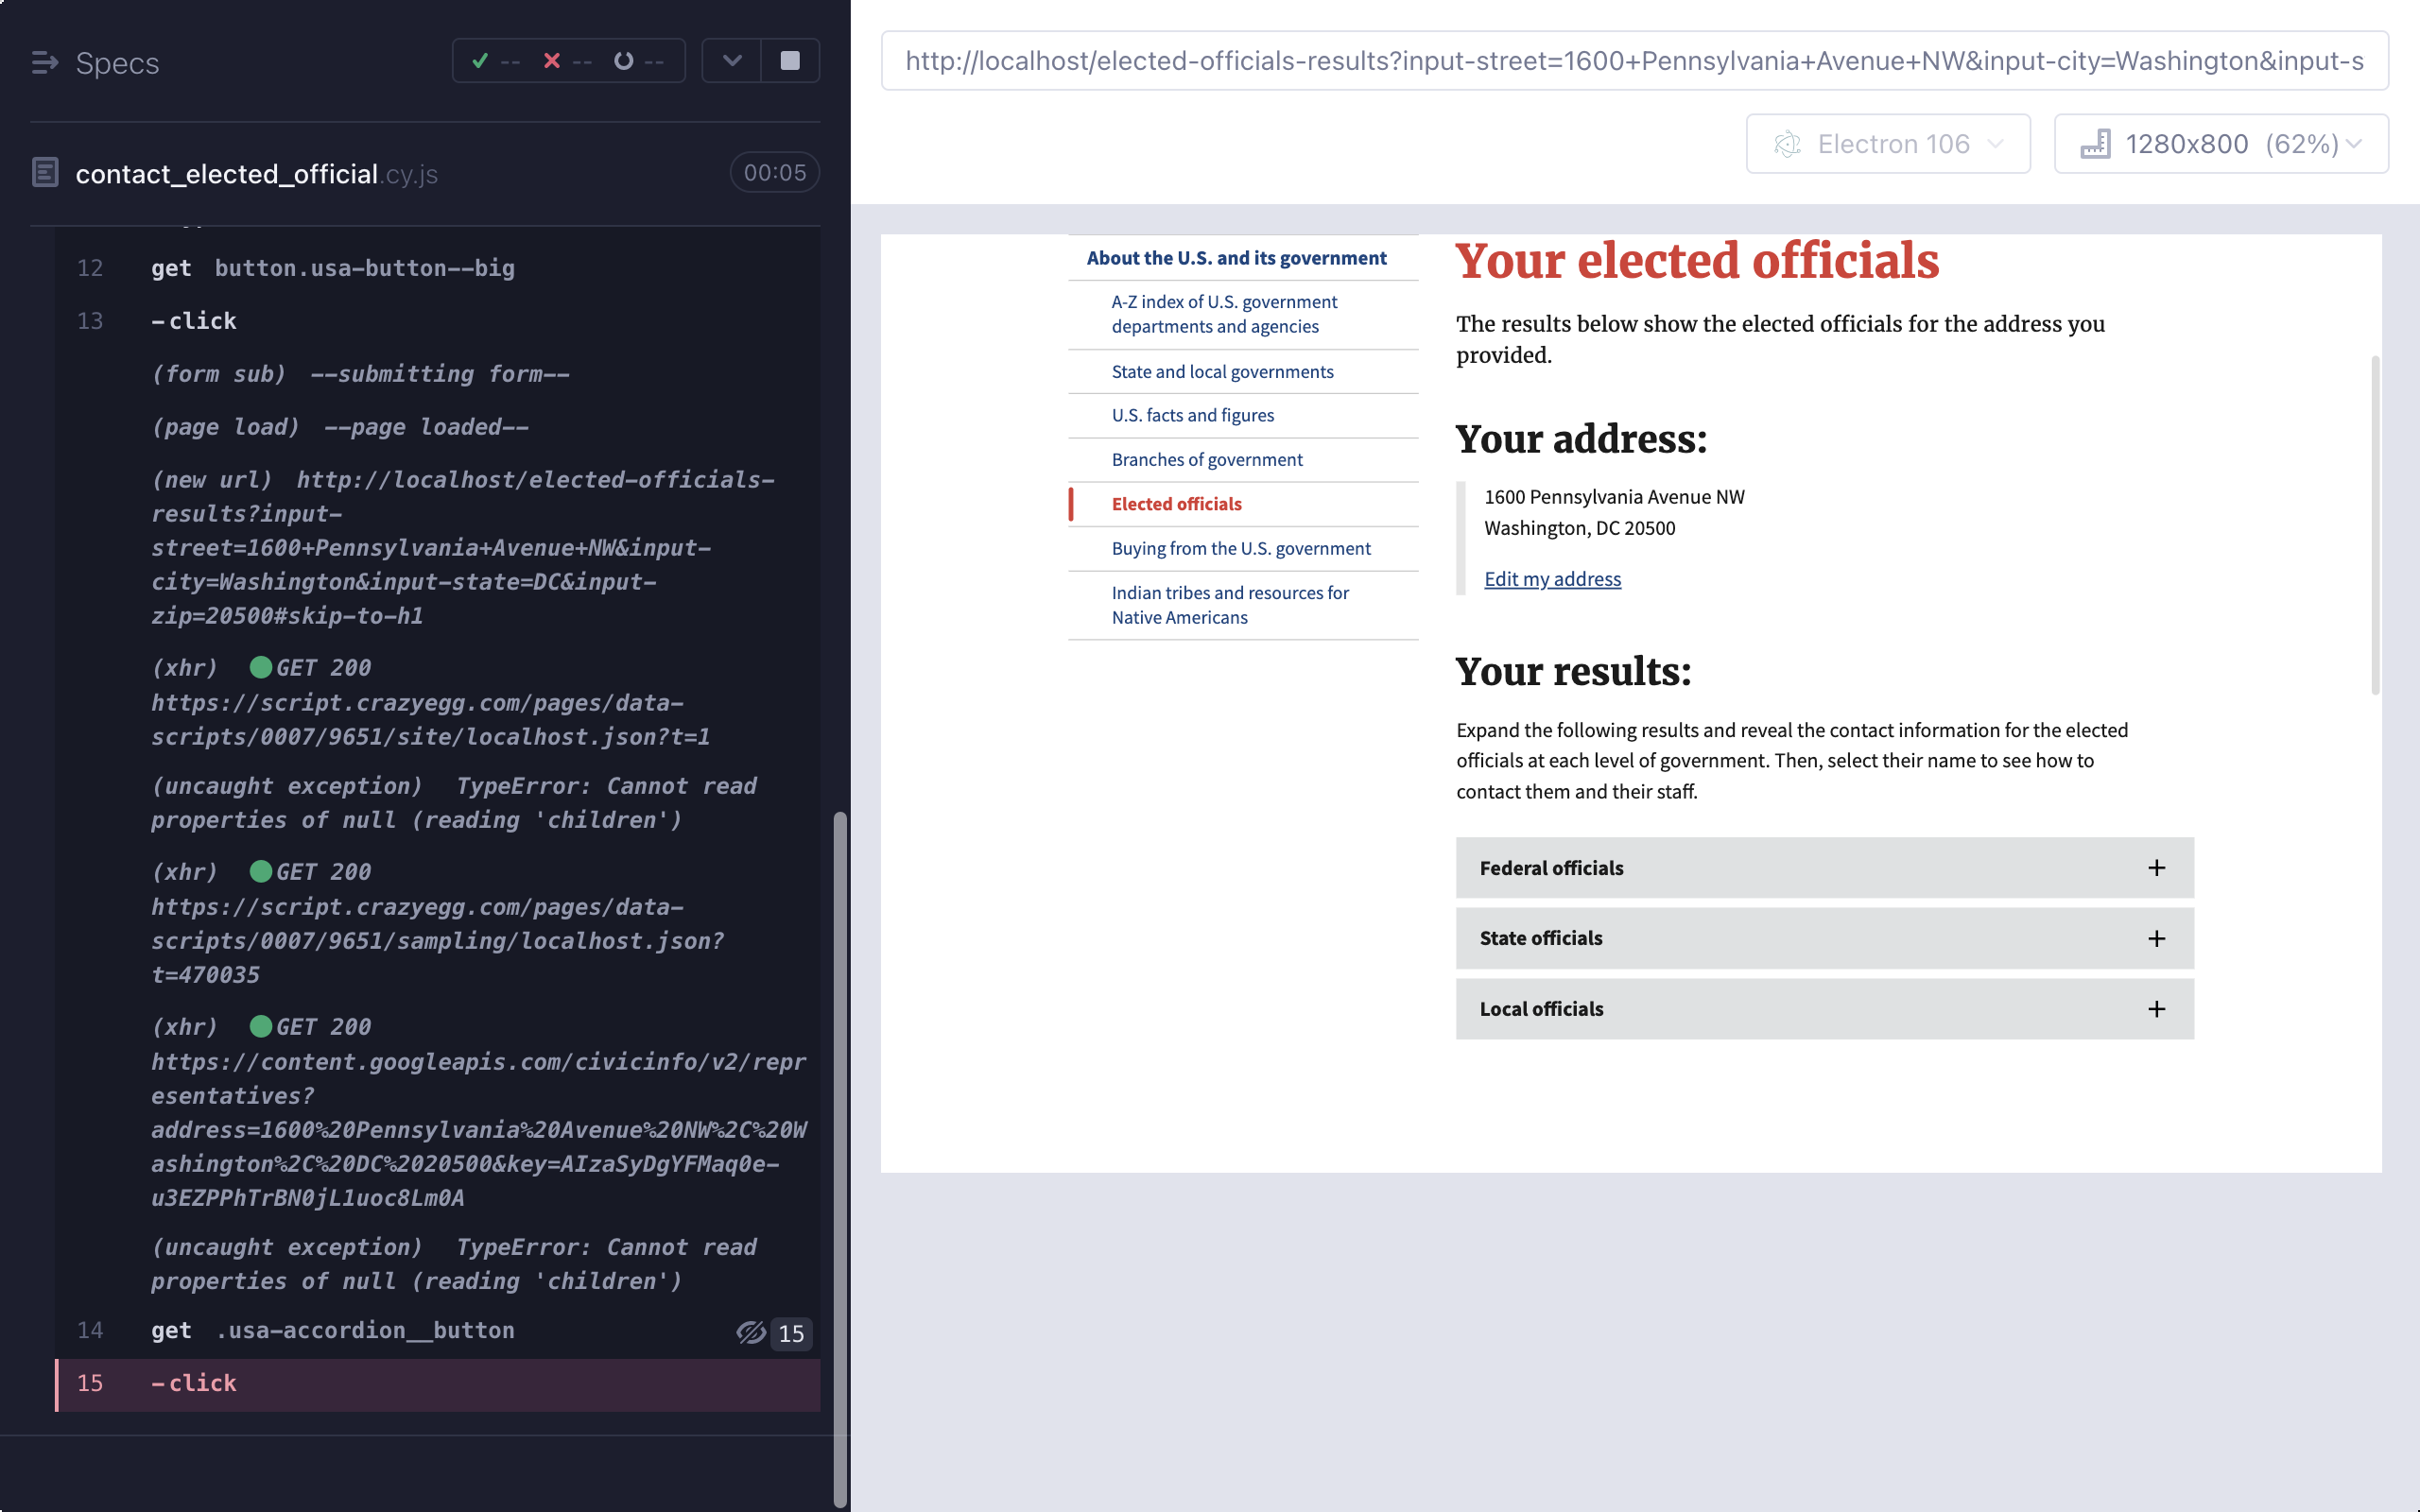 Specs
-- -- --
contact_elected_official.cy.js
00:05
12 get button.usa-button--big
13 -click
(form sub) --submitting form--
(page load) --page loaded--
(new url) http://localhost/elected-officials-
results?input-
street=1600+Pennsylvania+Avenue+NW&input-
city=Washington&input-state=DC&input-
zip=20500#skip-to-h1
(xhr) GET 200
https://script.crazyegg.com/pages/data-
scripts/0007/9651/site/localhost.json?t=1
(uncaught exception) TypeError: Cannot read
properties of null (reading 'children')
(xhr) GET 200
https://script.crazyegg.com/pages/data-
scripts/0007/9651/sampling/localhost.json?
t=470035
(xhr) GET 200
https://content.googleapis.com/civicinfo/v2/repr
esentatives?
address=1600%20Pennsylvania%20Avenue%20NW%2C%20W
ashington%2C%20DC%2020500&key=AIzaSyDgYFMaq0e-
u3EZPPhTrBN0jL1uoc8Lm0A
(uncaught exception) TypeError: Cannot read
properties of null (reading 'children')
14 get .usa-accordion__button 15
15 -click
http://localhost/elected-officials-results?input-street=1600+Pennsylvania+Avenue+NW&input-city=Washington&input-s
Electron 106
1280x800 (62%)
About the U.S. and its government
A-Z index of U.S. government
departments and agencies
State and local governments
U.S. facts and figures
Branches of government
Elected officials
Buying from the U.S. government
Indian tribes and resources for
Native Americans
Your elected officials
The results below show the elected officials for the address you
provided.
Your address:
1600 Pennsylvania Avenue NW
Washington, DC 20500
Edit my address
Your results:
Expand the following results and reveal the contact information for the elected
officials at each level of government. Then, select their name to see how to
contact them and their staff.
Federal officials
State officials
Local officials